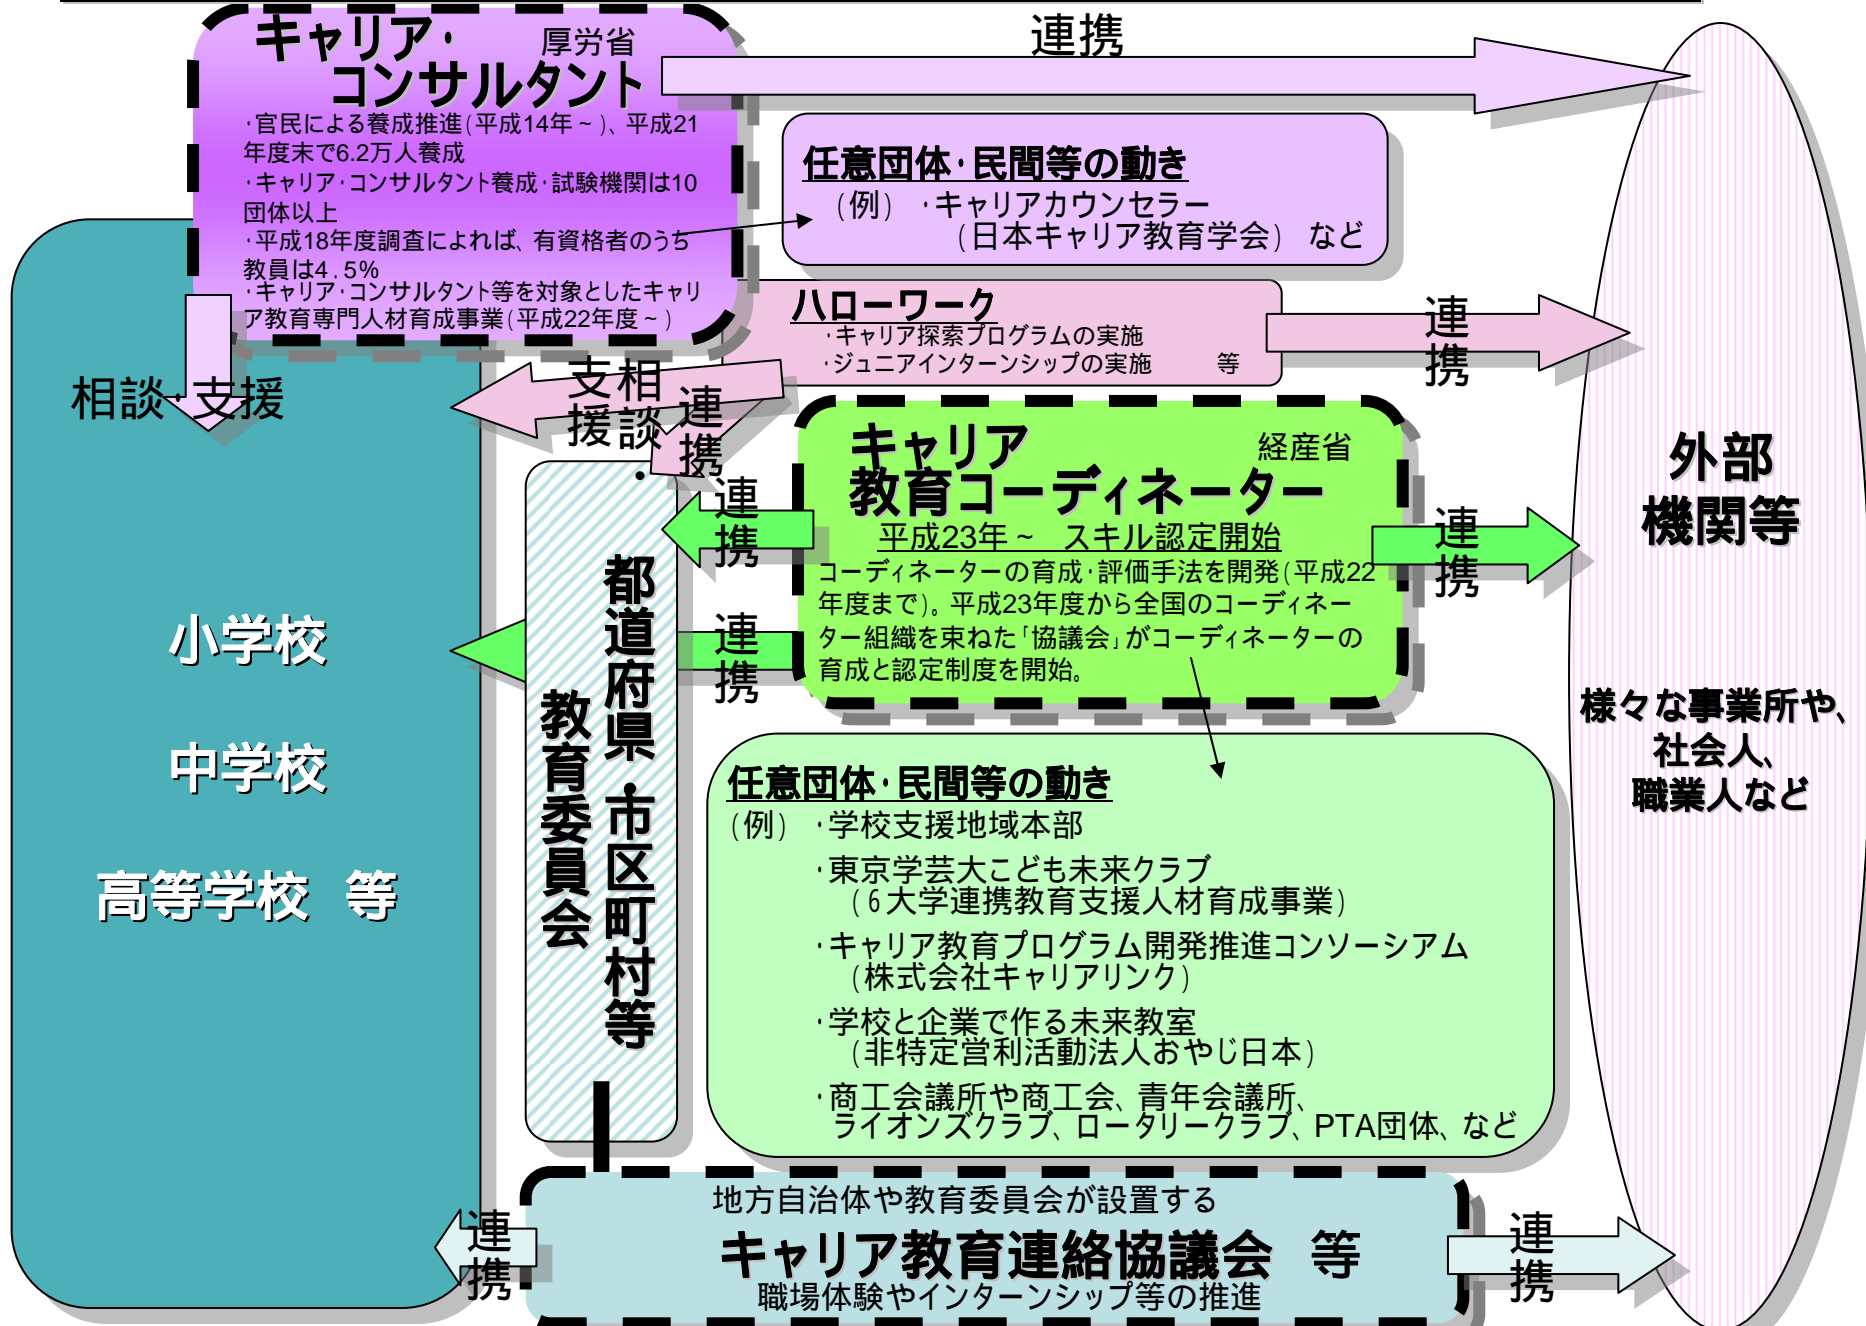 キャリア・ 厚労省
コンサルタント
・官民による養成推進(平成14年～)、平成21
年度末で6.2万人養成
・キャリア・コンサルタント養成・試験機関は10
団体以上
・平成18年度調査によれば、有資格者のうち
教員は4.5%
・キャリア・コンサルタント等を対象としたキャリ
ア教育専門人材育成事業(平成22年度～)
連携
任意団体・民間等の動き
(例) ・キャリアカウンセラー
(日本キャリア教育学会) など
ハローワーク
・キャリア探索プログラムの実施
・ジュニアインターンシップの実施 等
連携
相談・支援
相談・支援
連携
キャリア 経産省
教育コーディネーター
平成23年～ スキル認定開始
コーディネーターの育成・評価手法を開発(平成22
年度まで)。平成23年度から全国のコーディネー
ター組織を束ねた「協議会」がコーディネーターの
育成と認定制度を開始。
連携
連携
連携
小学校
中学校
高等学校 等
都道府県・市区町村等
教育委員会
外部
機関等
様々な事業所や、
社会人、
職業人など
任意団体・民間等の動き
(例) ・学校支援地域本部
・東京学芸大こども未来クラブ
(6大学連携教育支援人材育成事業)
・キャリア教育プログラム開発推進コンソーシアム
(株式会社キャリアリンク)
・学校と企業で作る未来教室
(非特定営利活動法人おやじ日本)
・商工会議所や商工会、青年会議所、
ライオンズクラブ、ロータリークラブ、PTA団体、など
地方自治体や教育委員会が設置する
キャリア教育連絡協議会 等
職場体験やインターンシップ等の推進
連携
連携